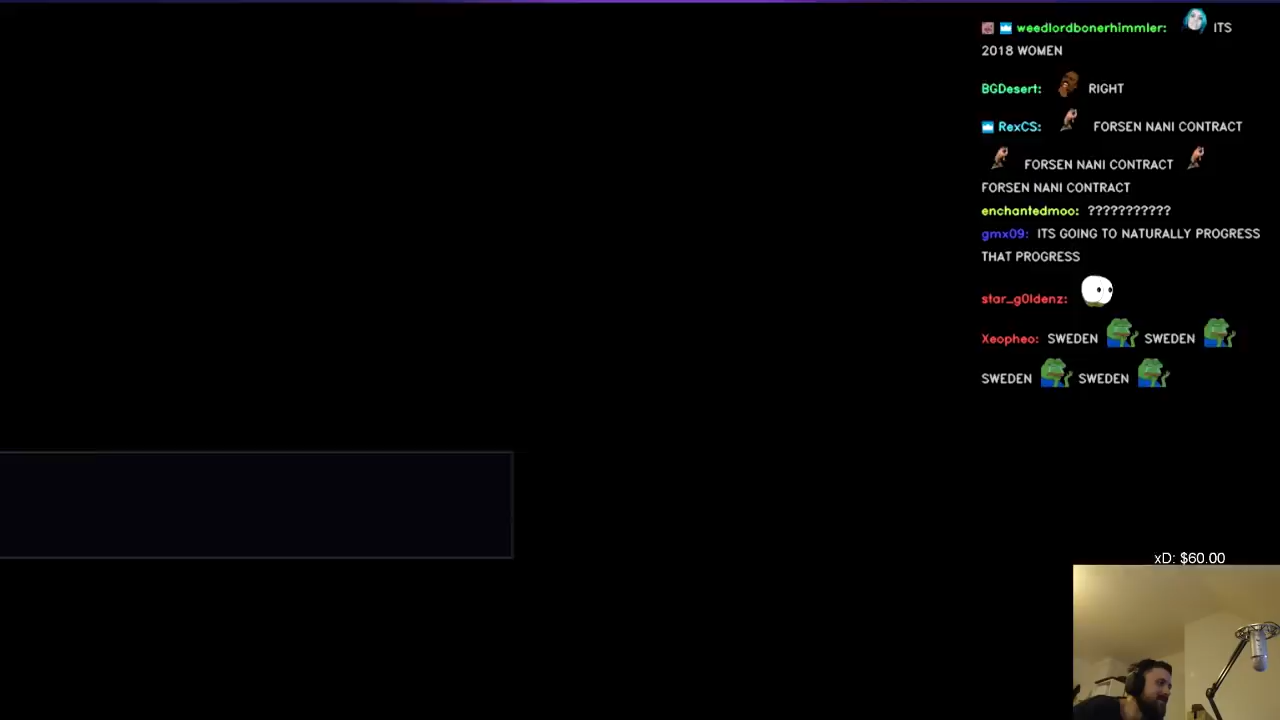 weedlordbonerhimmler: ITS
2018 WOMEN
BGDesert: RIGHT
RexCS: FORSEN NANI CONTRACT
FORSEN NANI CONTRACT
FORSEN NANI CONTRACT
enchantedmoo: ???????????
gmx09: ITS GOING TO NATURALLY PROGRESS
THAT PROGRESS
star_g0ldenz:
Xeopheo: SWEDEN SWEDEN
SWEDEN SWEDEN
xD: $60.00